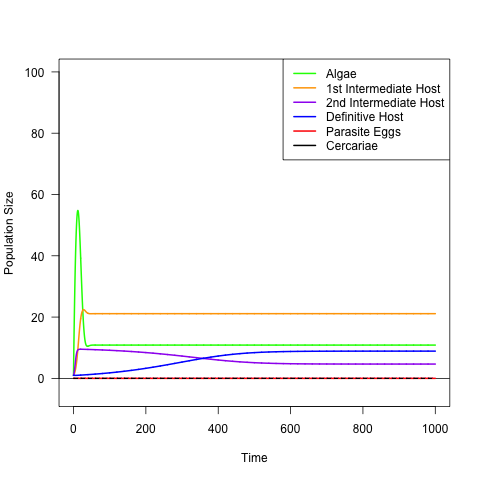 Population Size
100
80
60
40
20
0
Algae
1st Intermediate Host
2nd Intermediate Host
Definitive Host
Parasite Eggs
Cercariae
0 200 400 600 800 1000
Time